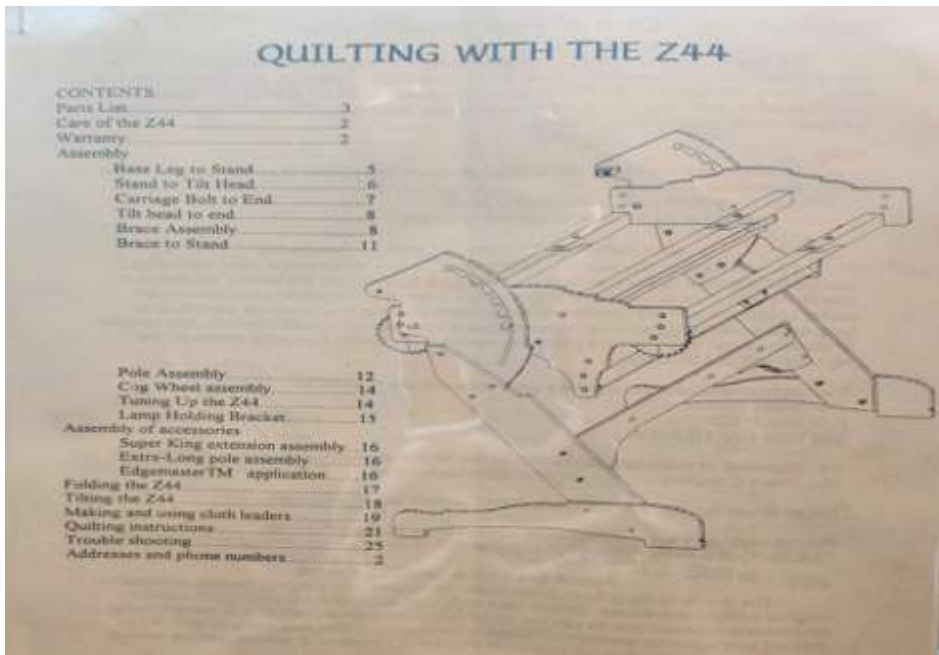 QUILTING WITH THE Z44
CONTENTS
Parts List 3
Care of the Z44 2
Warranty 2
Assembly
Base Leg to Stand 5
Stand to Tilt Head 6
Carriage Bolt to End 7
Tilt head to end 8
Brace Assembly 8
Brace to Stand 11
Pole Assembly 12
Cog Wheel assembly 14
Tuning Up the Z44 14
Lamp Holding Bracket 15
Assembly of accessories
Super King extension assembly 16
Extra-Long pole assembly 16
EdgemasterTM application 16
Folding the Z44 17
Tilting the Z44 18
Making and using cloth leaders 19
Quilting instructions 21
Trouble shooting 25
Addresses and phone numbers 2